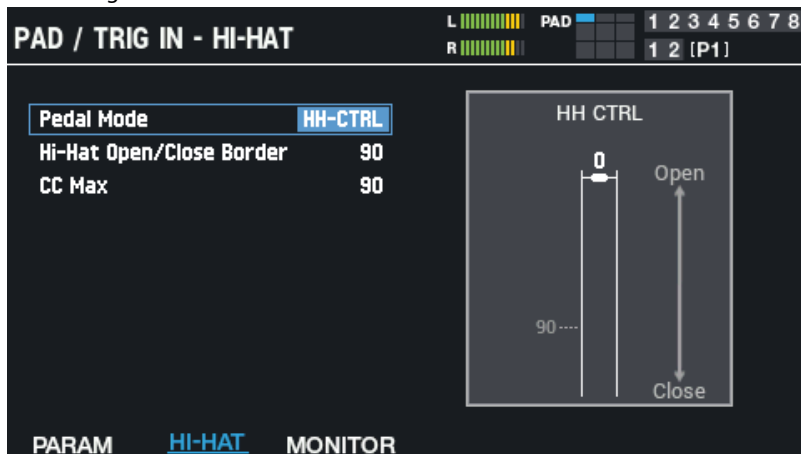 PAD / TRIG IN - HI-HAT
L PAD 1 2 3 4 5 6 7 8
R 1 2 [P1]
Pedal Mode HH-CTRL
Hi-Hat Open/Close Border 90
CC Max 90
HH CTRL
0
Open
90
Close
PARAM HI-HAT MONITOR